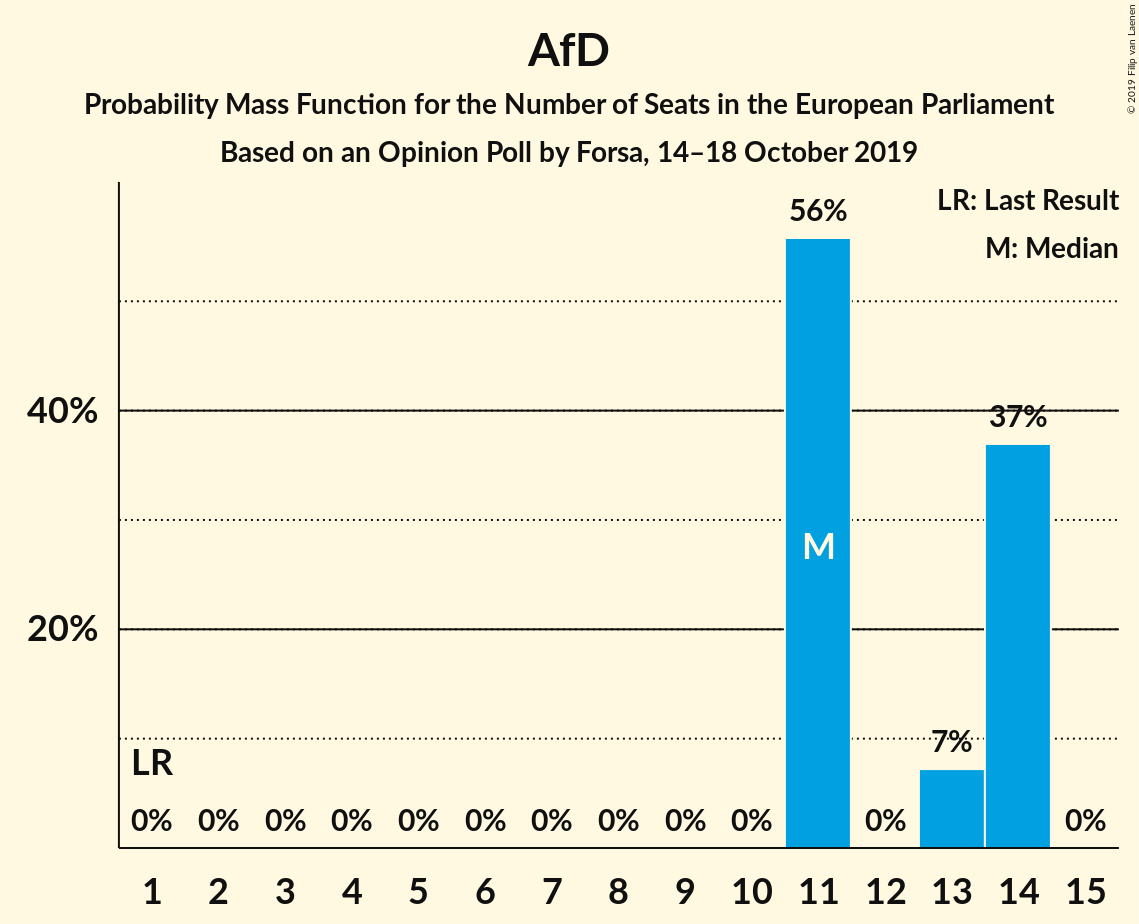 AfD
Probability Mass Function for the Number of Seats in the European Parliament
Based on an Opinion Poll by Forsa, 14–18 October 2019
© 2019 Filip van Laenen
LR: Last Result
M: Median
56%
40%
37%
M
20%
7%
LR
0% 0% 0% 0% 0% 0% 0% 0% 0% 0% 0% 0%
1 2 3 4 5 6 7 8 9 10 11 12 13 14 15